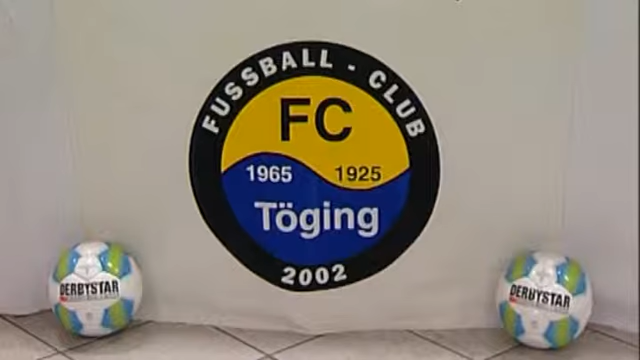 FUSSBALL - CLUB
FC
1965 1925
Töging
2002
DERBYSTAR
DERBYSTAR